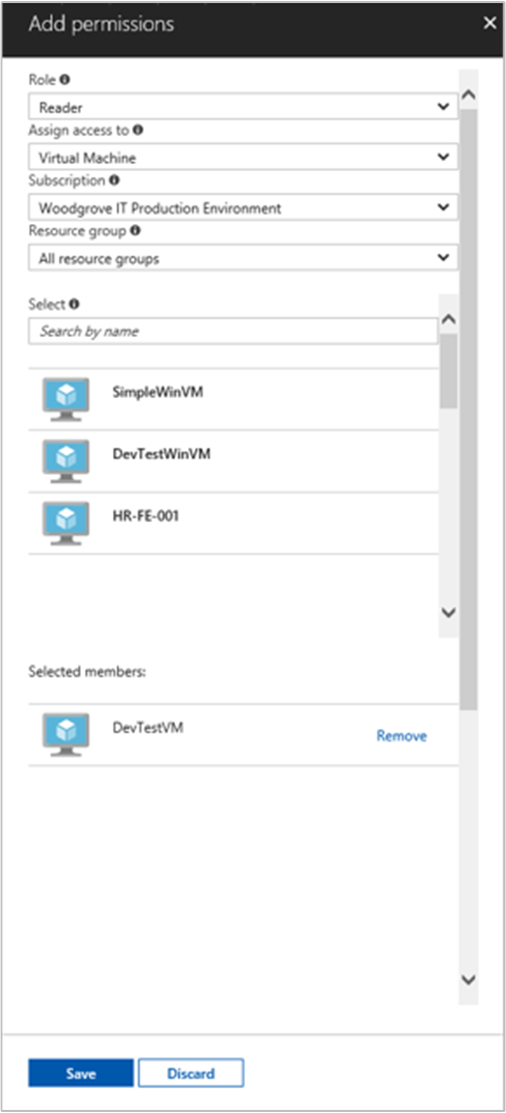 Add permissions
Role
Reader
Assign access to
Virtual Machine
Subscription
Woodgrove IT Production Environment
Resource group
All resource groups
Select
Search by name
SimpleWinVM
DevTestWinVM
HR-FE-001
Selected members:
DevTestVM
Remove
Save
Discard